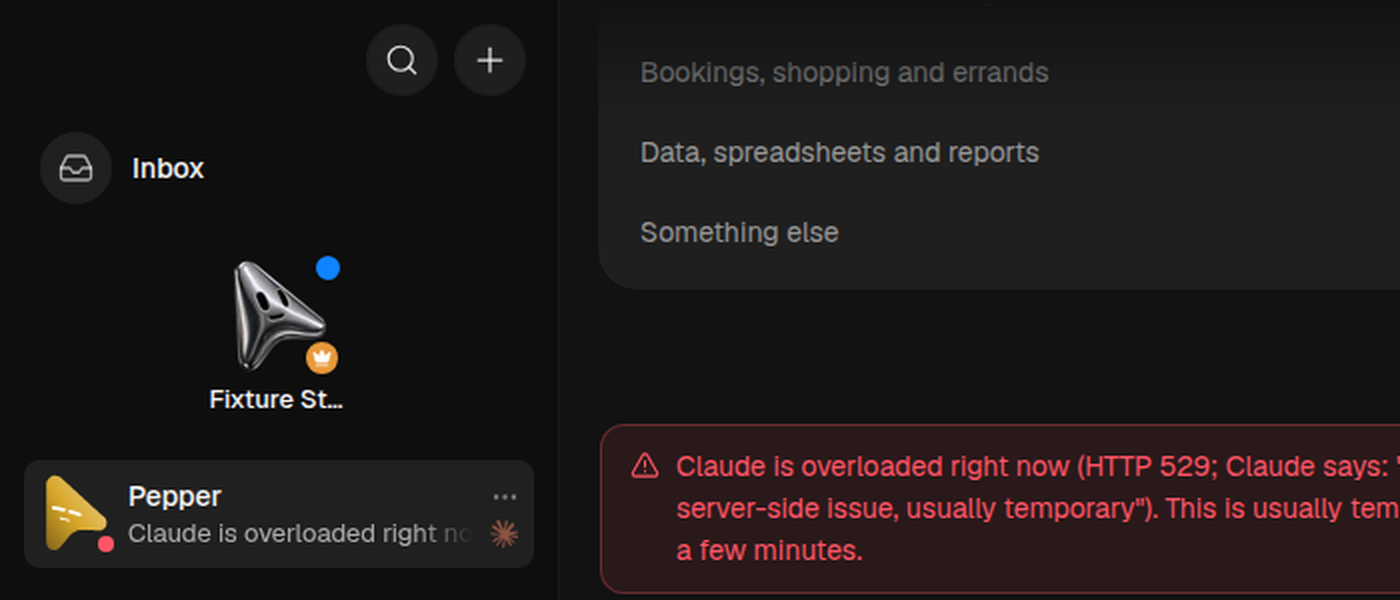 Inbox
Fixture St...
Pepper
Claude is overloaded right no
Bookings, shopping and errands
Data, spreadsheets and reports
Something else
Claude is overloaded right now (HTTP 529; Claude says: "
server-side issue, usually temporary"). This is usually tem
a few minutes.